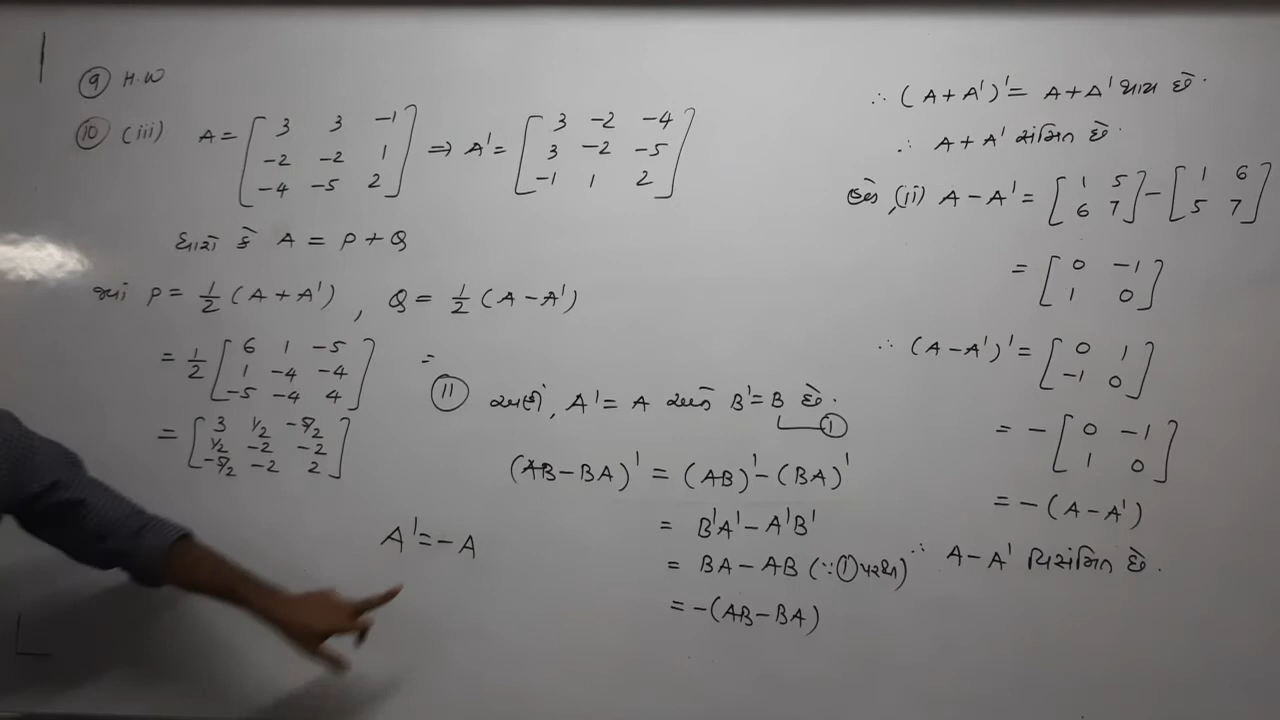 9 H.W
10 (iii) A = [ 3 3 -1 ; -2 -2 1 ; -4 -5 2 ] ⇒ A' = [ 3 -2 -4 ; 3 -2 -5 ; -1 1 2 ]
ધારો કે A = P + Q
જ્યાં P = 1/2 (A + A') , Q = 1/2 (A - A')
= 1/2 [ 6 1 -5 ; 1 -4 -4 ; -5 -4 4 ] =
= [ 3 1/2 -5/2 ; 1/2 -2 -2 ; -5/2 -2 2 ]
A' = -A
11 અહીં, A' = A અને B' = B છે.
①
(AB - BA)' = (AB)' - (BA)'
= B'A' - A'B'
= BA - AB (∵ ① પરથી)
= -(AB - BA)
∴ (A + A')' = A + A' થાય છે.
∴ A + A' સંમિત છે.
હવે, (ii) A - A' = [ 1 5 ; 6 7 ] - [ 1 6 ; 5 7 ]
= [ 0 -1 ; 1 0 ]
∴ (A - A')' = [ 0 1 ; -1 0 ]
= - [ 0 -1 ; 1 0 ]
= -(A - A')
∴ A - A' વિસંમિત છે.